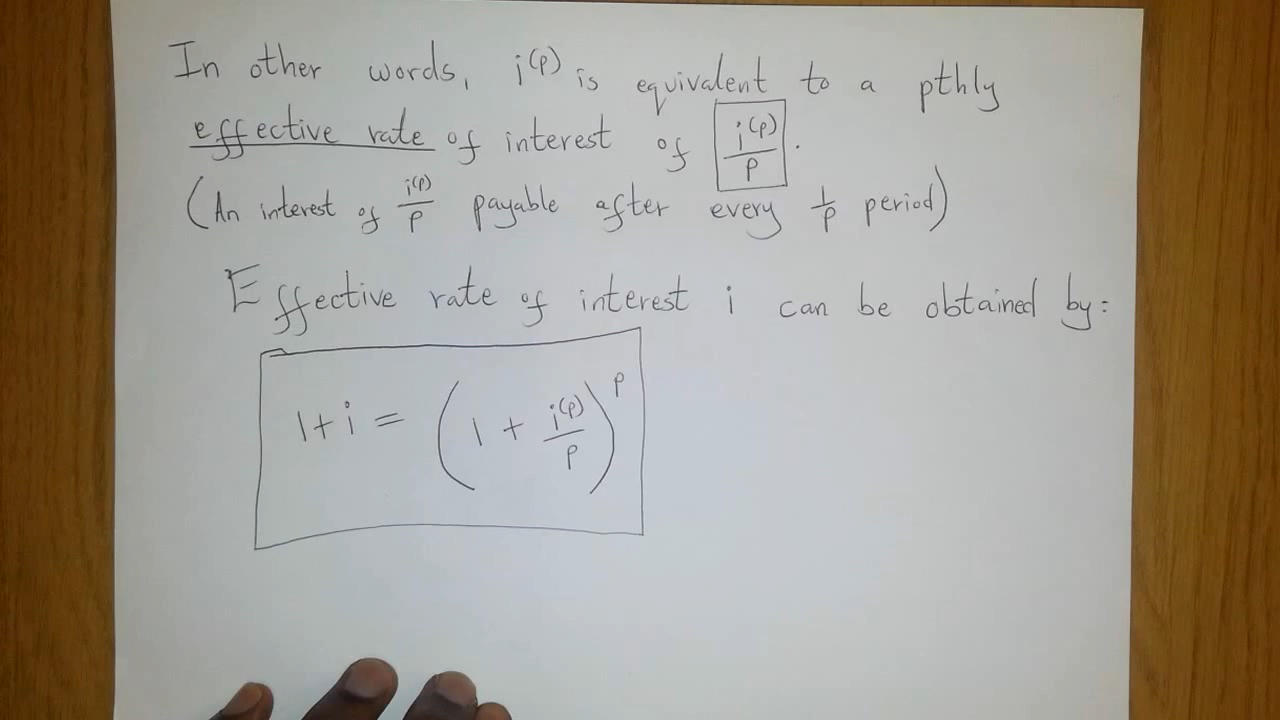 In other words, i^(p) is equivalent to a pthly
effective rate of interest of i^(p)/p.
(An interest of i^(p)/p payable after every 1/p period)
Effective rate of interest i can be obtained by:
1+i = (1 + i^(p)/p)^p